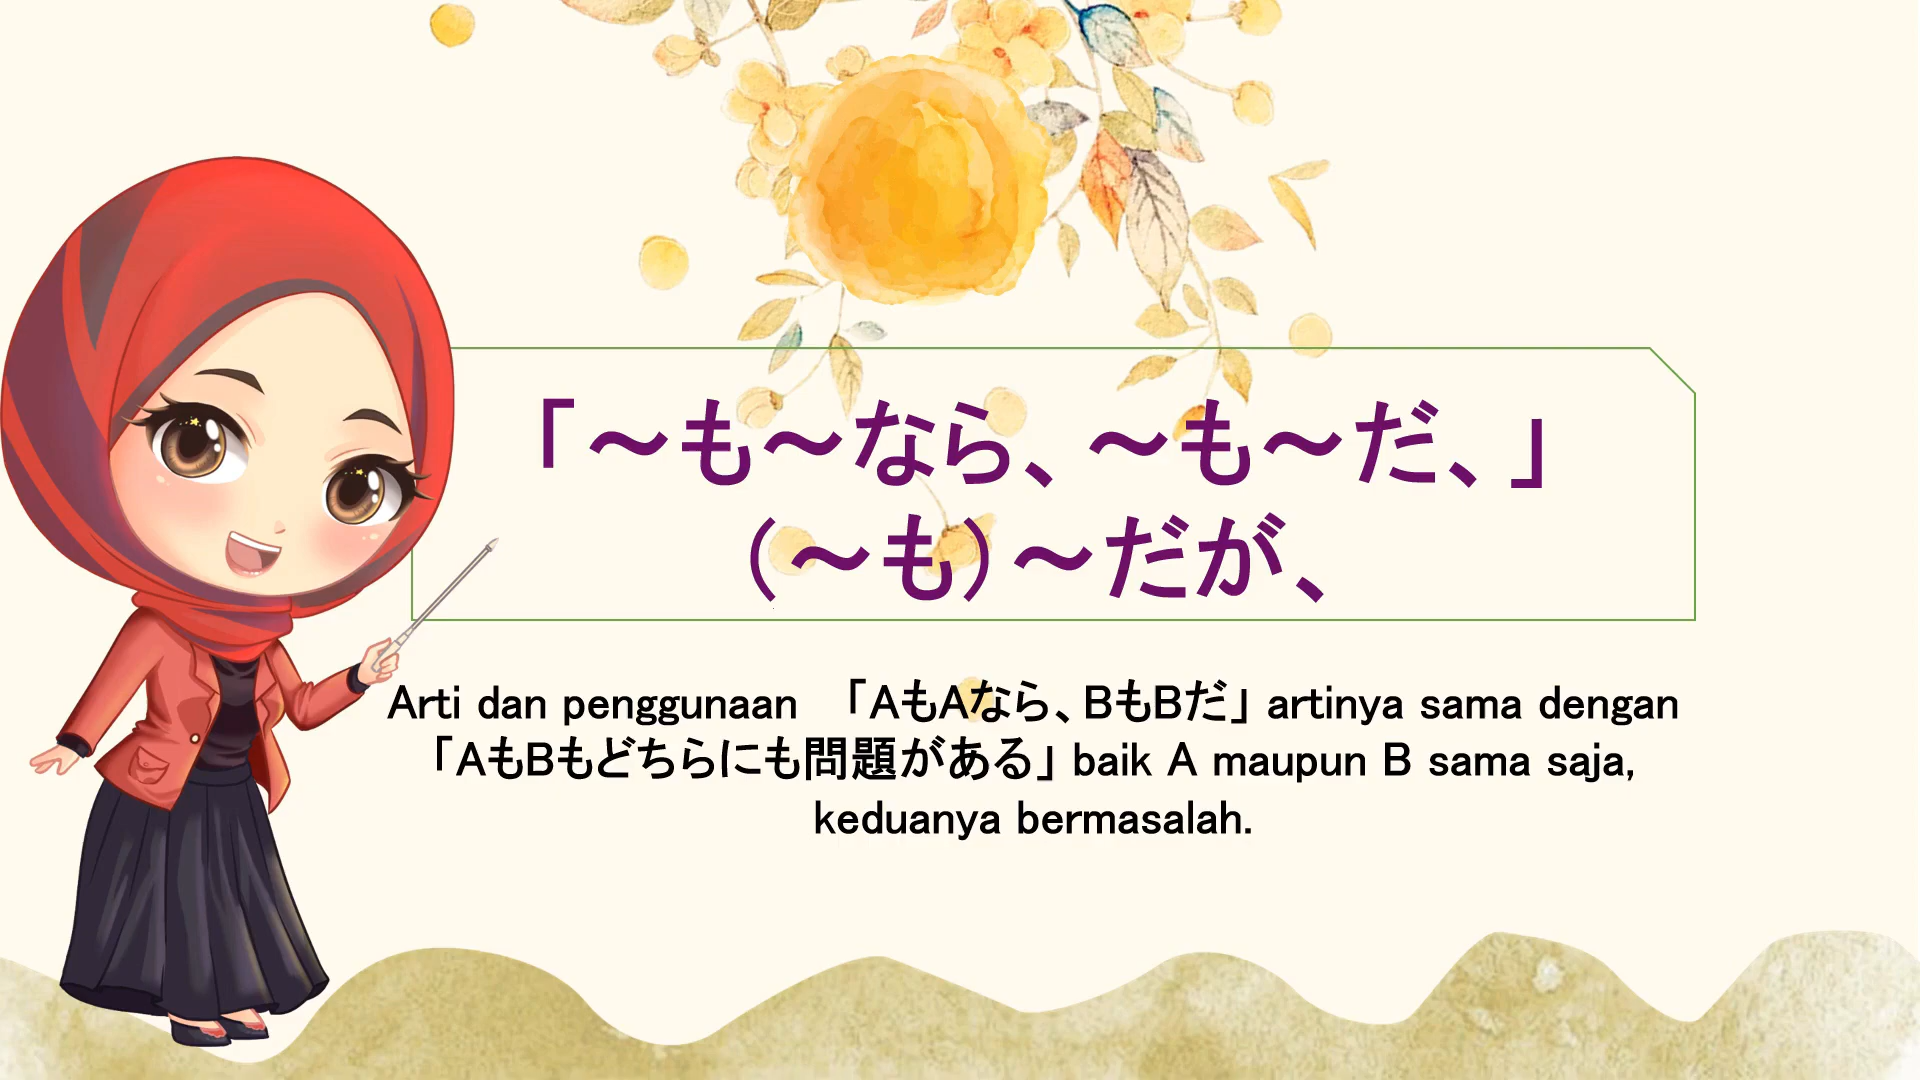 「～も～なら、～も～だ、」
（～も）～だが、
Arti dan penggunaan 「AもAなら、BもBだ」 artinya sama dengan
「AもBもどちらにも問題がある」 baik A maupun B sama saja,
keduanya bermasalah.